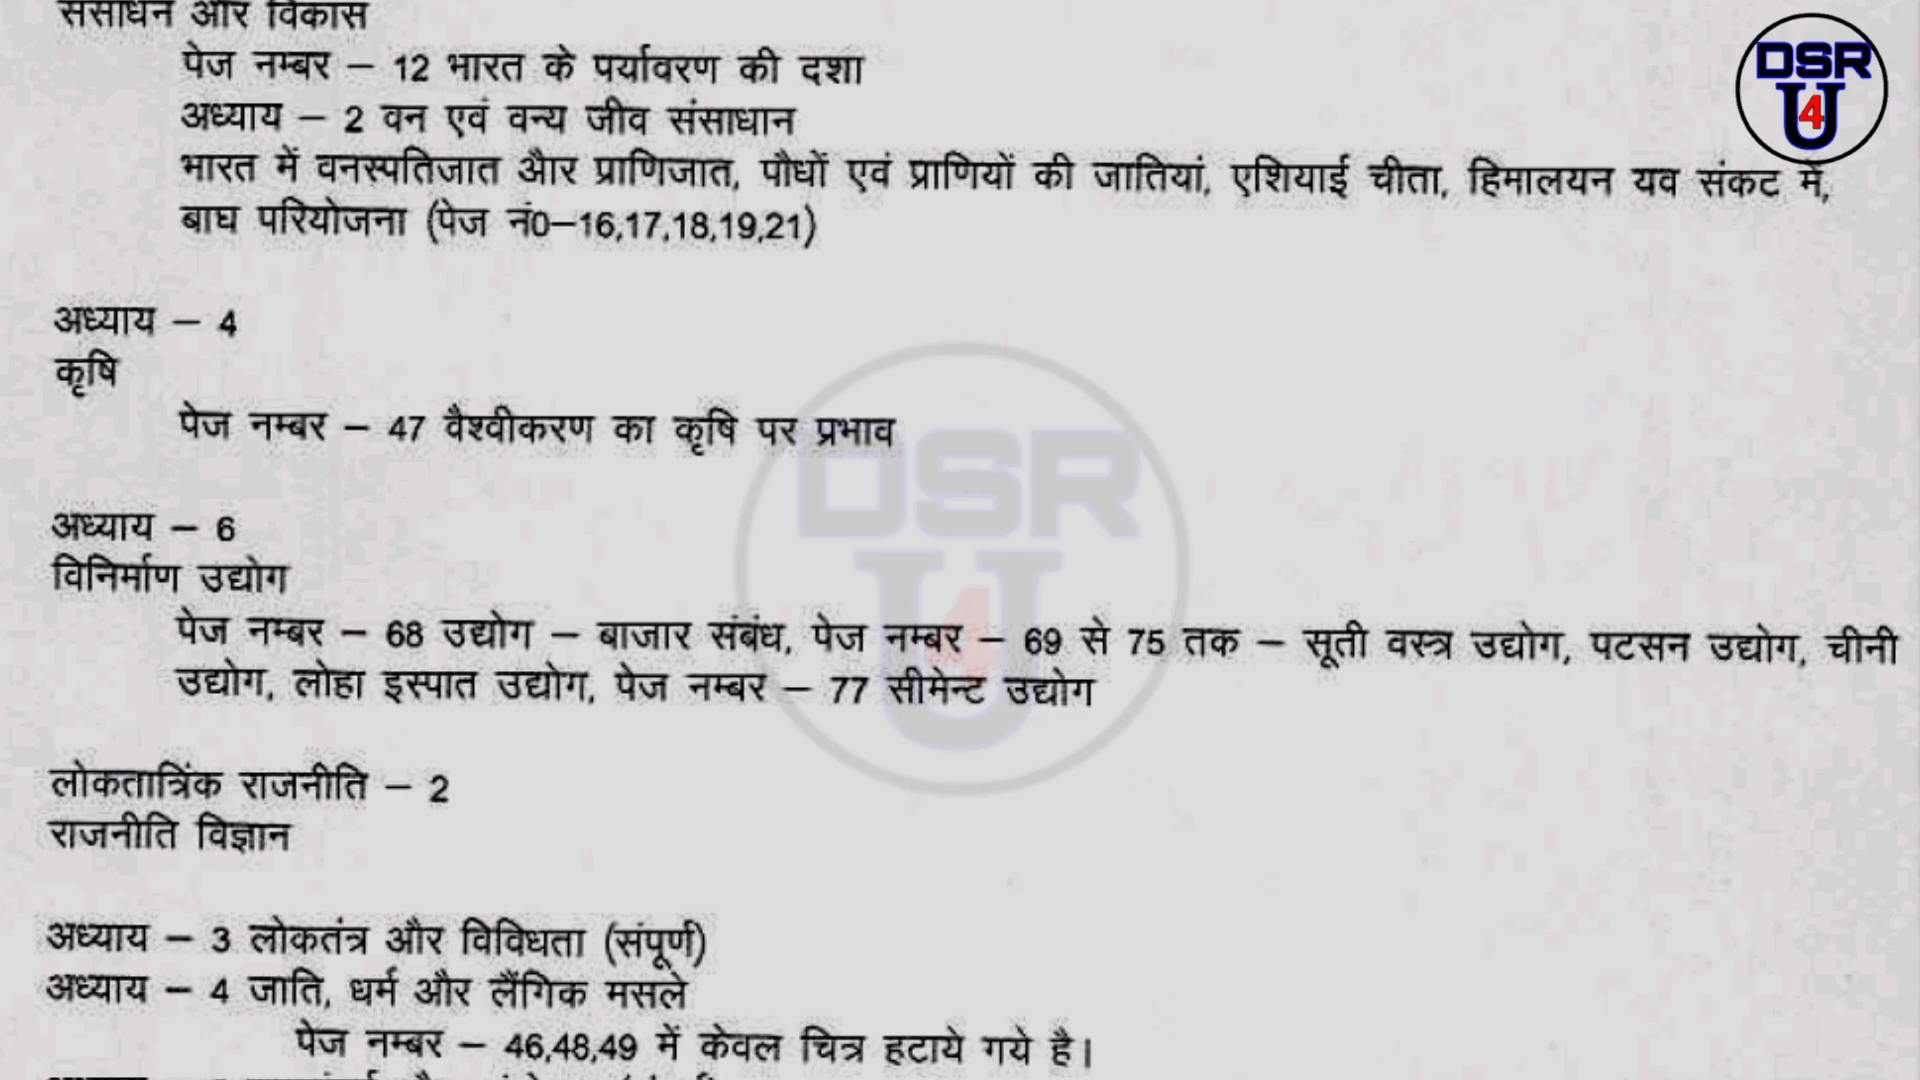 संसाधन और विकास
पेज नम्बर – 12 भारत के पर्यावरण की दशा
अध्याय – 2 वन एवं वन्य जीव संसाधान
भारत में वनस्पतिजात और प्राणिजात, पौधों एवं प्राणियों की जातियां, एशियाई चीता, हिमालयन यव संकट में,
बाघ परियोजना (पेज नं0–16,17,18,19,21)
अध्याय – 4
कृषि
पेज नम्बर – 47 वैश्वीकरण का कृषि पर प्रभाव
अध्याय – 6
विनिर्माण उद्योग
पेज नम्बर – 68 उद्योग – बाजार संबंध, पेज नम्बर – 69 से 75 तक – सूती वस्त्र उद्योग, पटसन उद्योग, चीनी
उद्योग, लोहा इस्पात उद्योग, पेज नम्बर – 77 सीमेन्ट उद्योग
लोकतात्रिंक राजनीति – 2
राजनीति विज्ञान
अध्याय – 3 लोकतंत्र और विविधता (संपूर्ण)
अध्याय – 4 जाति, धर्म और लैंगिक मसले
पेज नम्बर – 46,48,49 में केवल चित्र हटाये गये है।
DSR
U
4
DSR
U
4